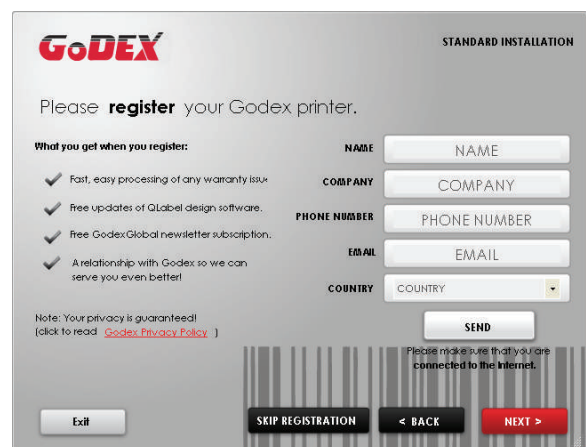 GoDEX
STANDARD INSTALLATION
Please register your Godex printer.
What you get when you register:
Fast, easy processing of any warranty issu
Free updates of QLabel design software.
Free GodexGlobal newsletter subscription.
A relationship with Godex so we can
serve you even better!
Note: Your privacy is guaranteed!
(click to read Godex Privacy Policy )
NAME NAME
COMPANY COMPANY
PHONE NUMBER PHONE NUMBER
EMAIL EMAIL
COUNTRY COUNTRY
SEND
Please make sure that you are
connected to the Internet.
Exit
SKIP REGISTRATION
< BACK
NEXT >